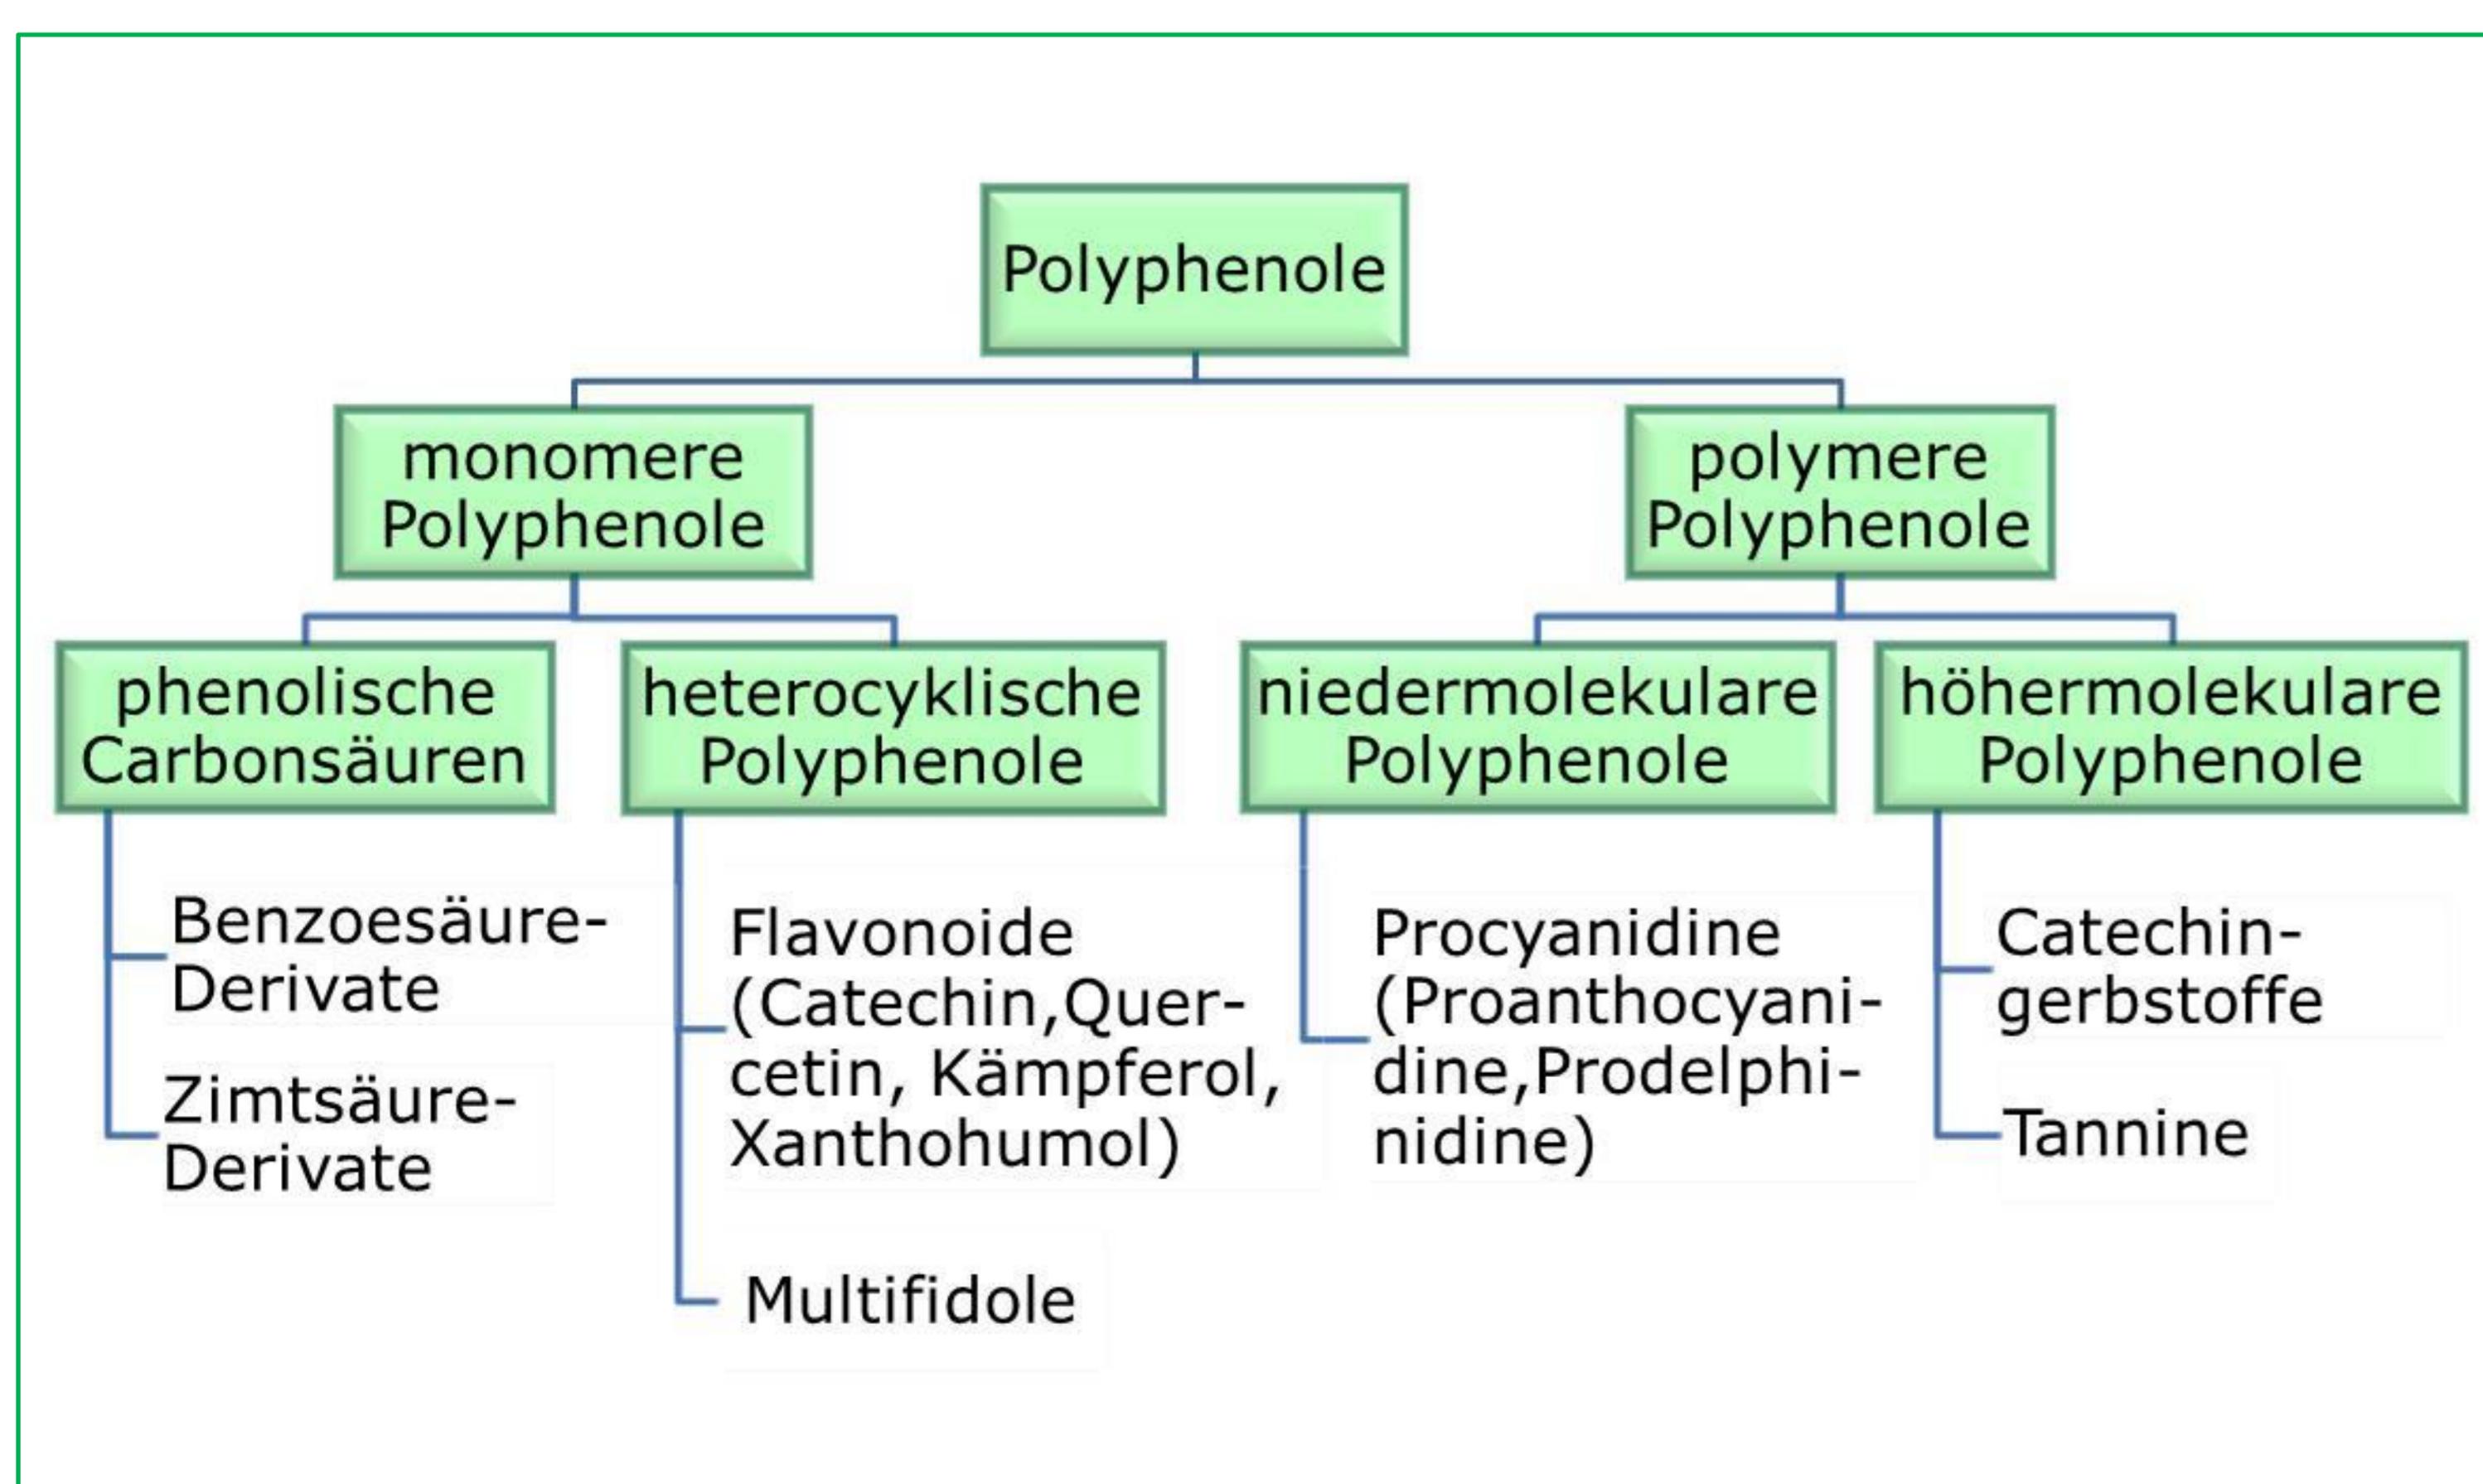 Polyphenole
monomere
Polyphenole
polymere
Polyphenole
phenolische
Carbonsäuren
heterocyklische
Polyphenole
niedermolekulare
Polyphenole
höhermolekulare
Polyphenole
Benzoesäure-
Derivate
Zimtsäure-
Derivate
Flavonoide
(Catechin,Quer-
cetin, Kämpferol,
Xanthohumol)
Multifidole
Procyanidine
(Proanthocyani-
dine,Prodelphi-
nidine)
Catechin-
gerbstoffe
Tannine